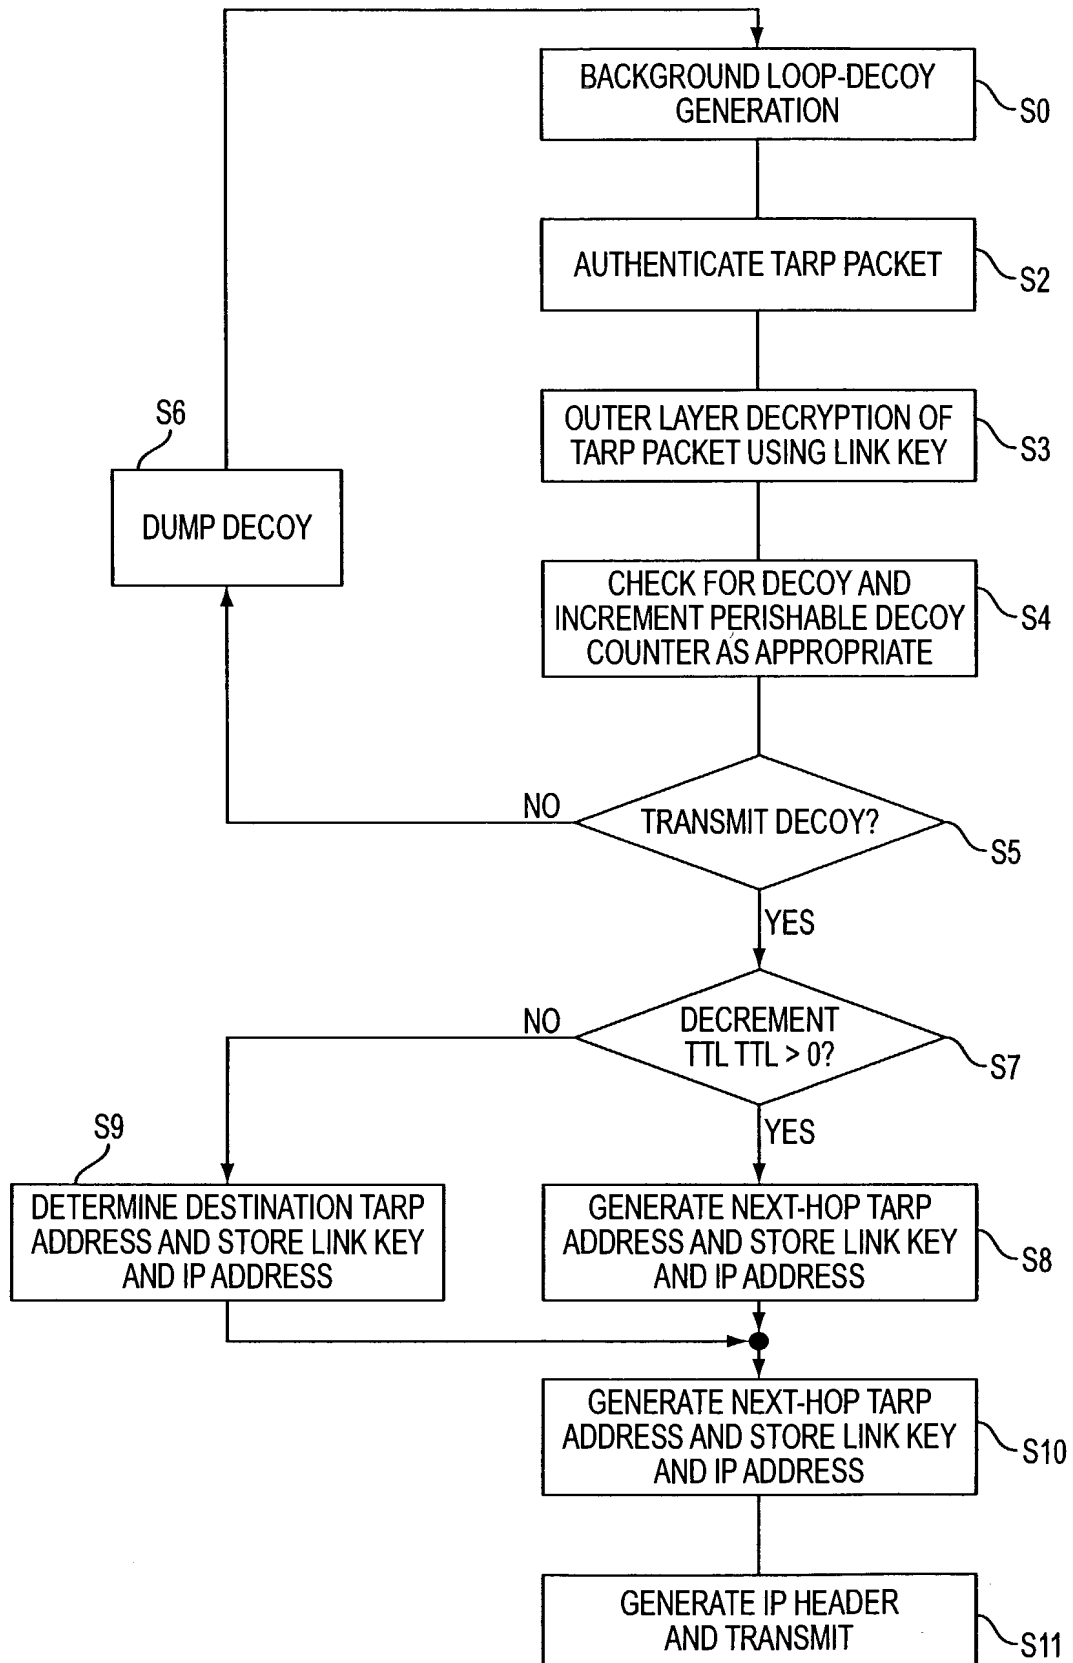 BACKGROUND LOOP-DECOY
GENERATION
S0
AUTHENTICATE TARP PACKET
S2
OUTER LAYER DECRYPTION OF
TARP PACKET USING LINK KEY
S3
S6
DUMP DECOY
CHECK FOR DECOY AND
INCREMENT PERISHABLE DECOY
COUNTER AS APPROPRIATE
S4
NO
TRANSMIT DECOY?
S5
YES
NO
DECREMENT
TTL TTL > 0?
S7
YES
S9
DETERMINE DESTINATION TARP
ADDRESS AND STORE LINK KEY
AND IP ADDRESS
GENERATE NEXT-HOP TARP
ADDRESS AND STORE LINK KEY
AND IP ADDRESS
S8
GENERATE NEXT-HOP TARP
ADDRESS AND STORE LINK KEY
AND IP ADDRESS
S10
GENERATE IP HEADER
AND TRANSMIT
S11